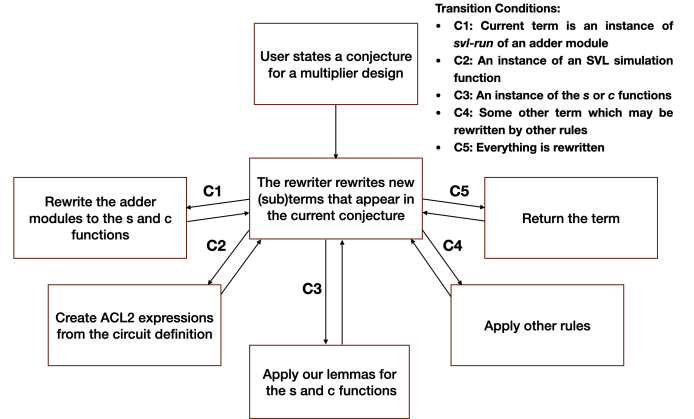 Transition Conditions:
• C1: Current term is an instance of
svl-run of an adder module
• C2: An instance of an SVL simulation
function
• C3: An instance of the s or c functions
• C4: Some other term which may be
rewritten by other rules
• C5: Everything is rewritten
User states a conjecture
for a multiplier design
The rewriter rewrites new
(sub)terms that appear in
the current conjecture
C1
Rewrite the adder
modules to the s and c
functions
C5
Return the term
C2
Create ACL2 expressions
from the circuit definition
C3
Apply our lemmas for
the s and c functions
C4
Apply other rules